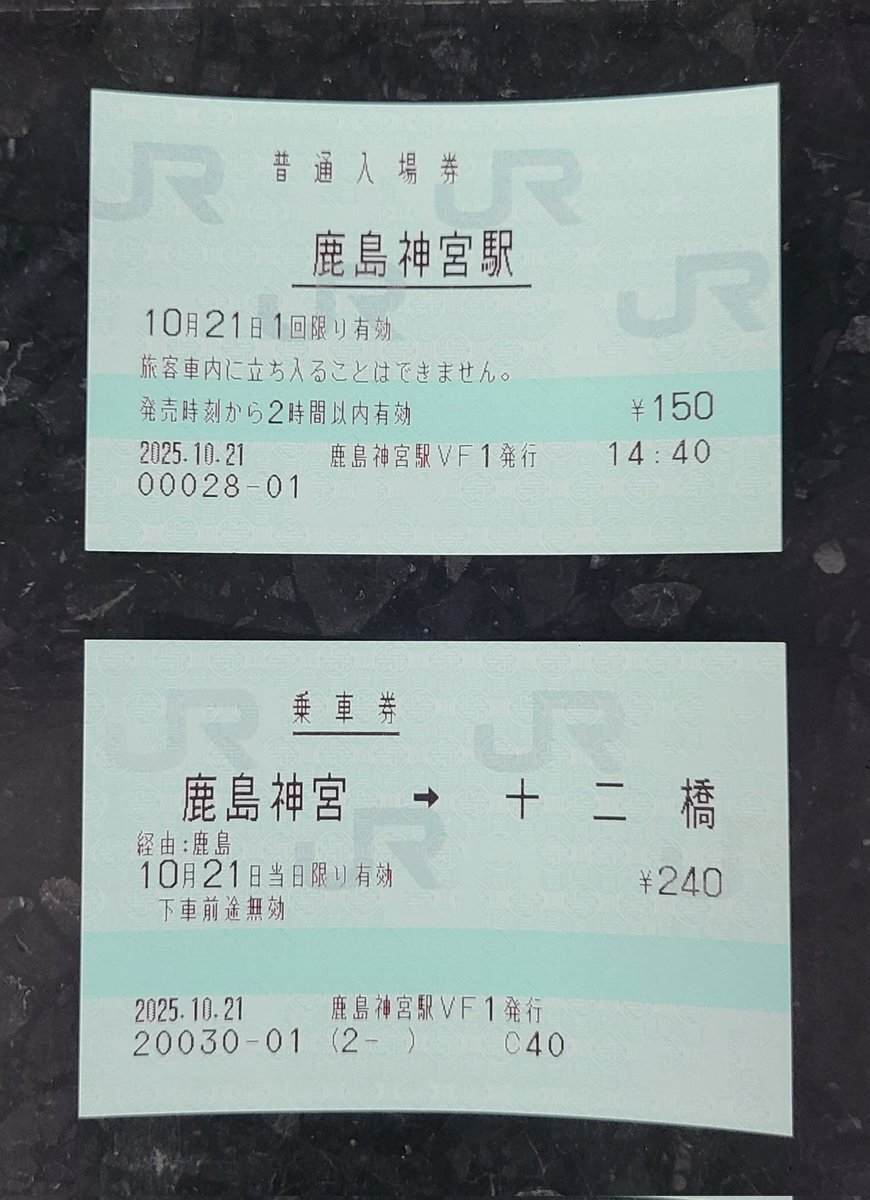 普通入場券
鹿島神宮駅
10月21日1回限り有効
旅客車内に立ち入ることはできません。
発売時刻から2時間以内有効 ¥150
2025.10.21 鹿島神宮駅VF1発行 14:40
00028-01
乗車券
鹿島神宮 → 十二橋
経由:鹿島
10月21日当日限り有効 ¥240
下車前途無効
2025.10.21 鹿島神宮駅VF1発行
20030-01 (2- ) C40